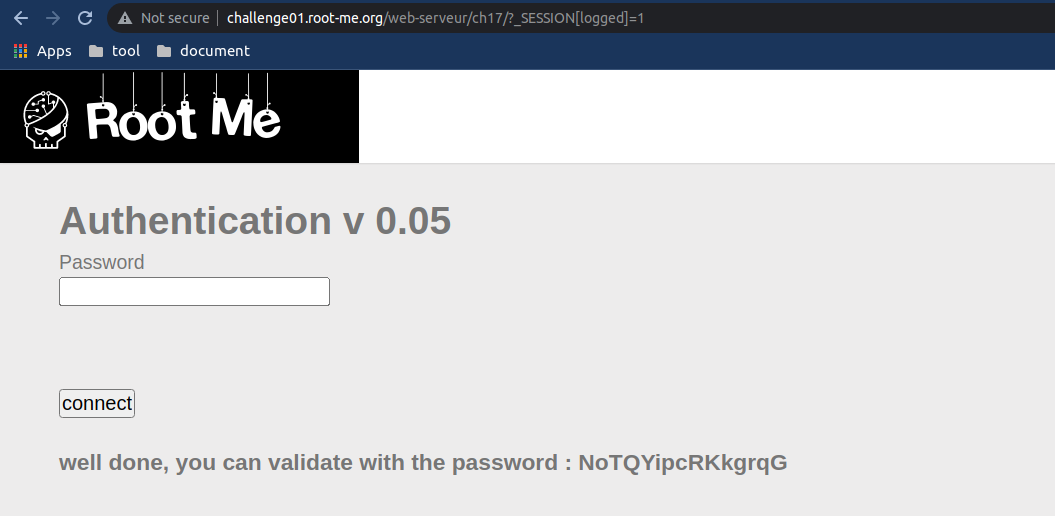 Not secure challenge01.root-me.org/web-serveur/ch17/?_SESSION[logged]=1
Apps tool document
Root Me
Authentication v 0.05
Password
connect
well done, you can validate with the password : NoTQYipcRKkgrqG